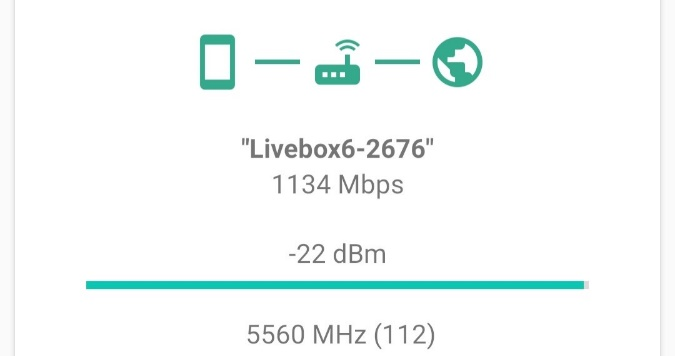 "Livebox6-2676"
1134 Mbps
-22 dBm
5560 MHz (112)